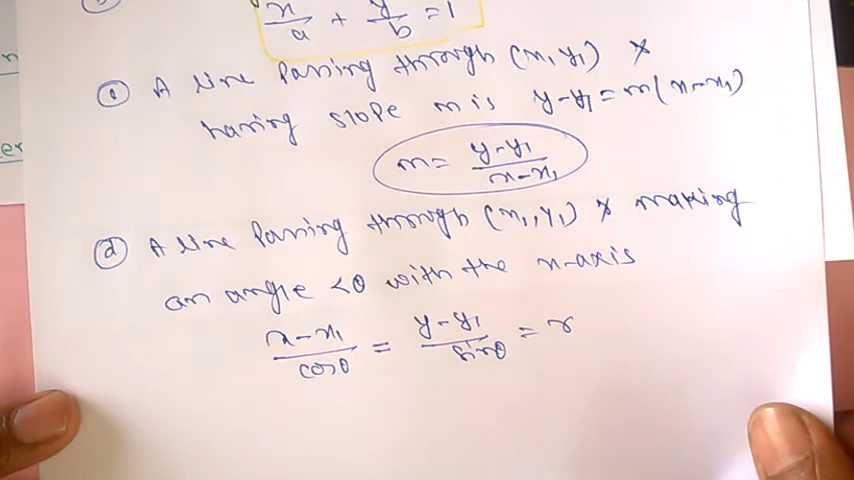 x/a + y/b = 1
(c) A line Passing through (x₁ y₁) &
having slope m is y-y₁ = m(x-x₁)
m = (y-y₁)/(x-x₁)
(d) A line Passing through (x₁, y₁) & making
an angle <θ with the x-axis
(x-x₁)/cosθ = (y-y₁)/sinθ = r